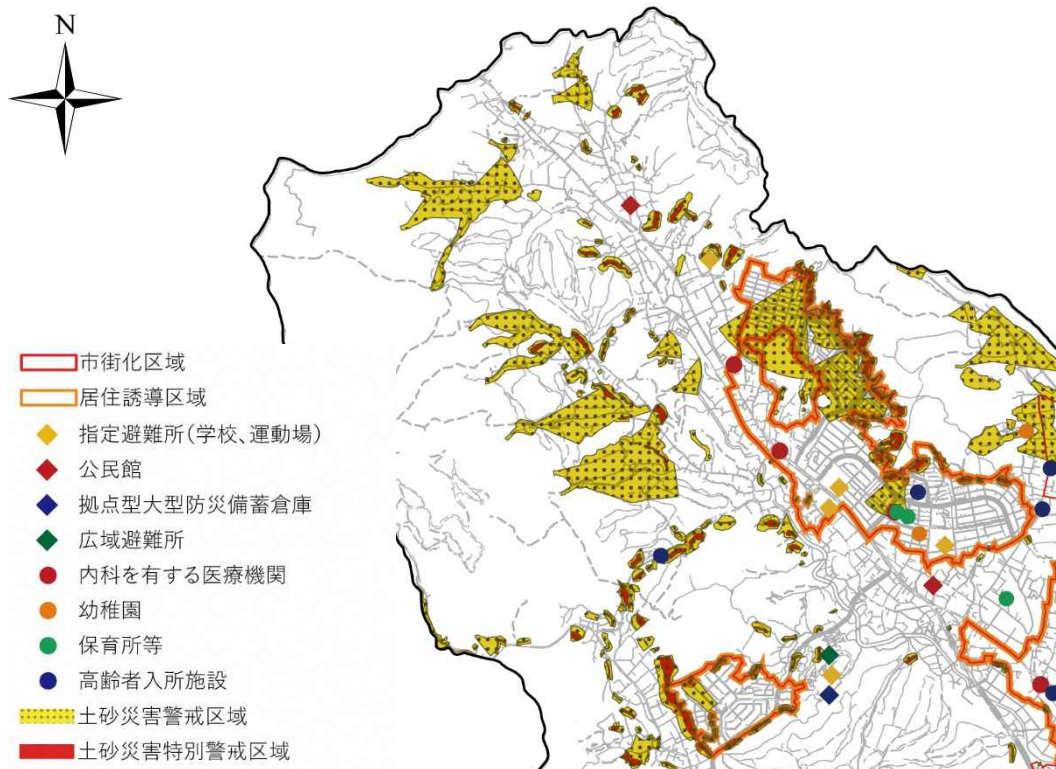 N
市街化区域
居住誘導区域
指定避難所(学校、運動場)
公民館
拠点型大型防災備蓄倉庫
広域避難所
内科を有する医療機関
幼稚園
保育所等
高齢者入所施設
土砂災害警戒区域
土砂災害特別警戒区域